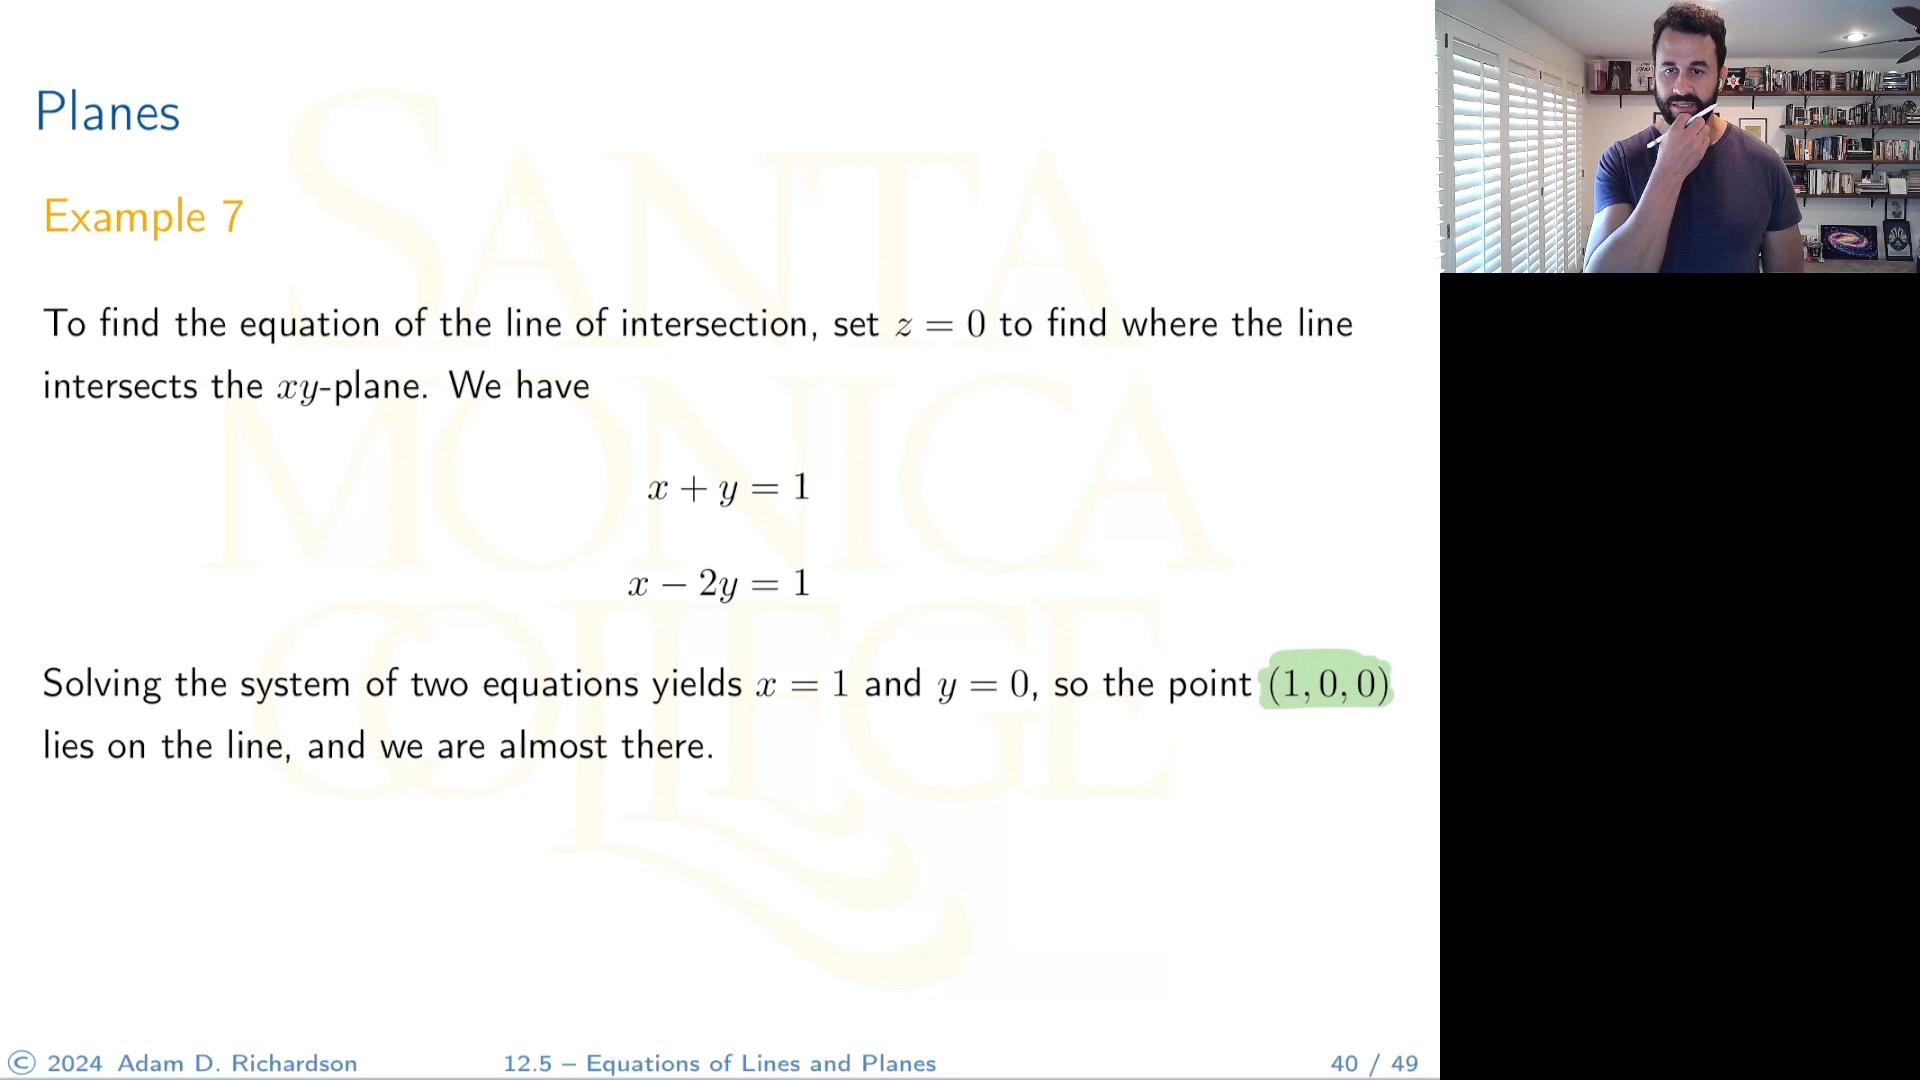 Planes
Example 7
To find the equation of the line of intersection, set z = 0 to find where the line
intersects the xy-plane. We have
x + y = 1
x − 2y = 1
Solving the system of two equations yields x = 1 and y = 0, so the point (1, 0, 0)
lies on the line, and we are almost there.
SANTA
MONICA
COLLEGE
© 2024 Adam D. Richardson
12.5 – Equations of Lines and Planes
40 / 49